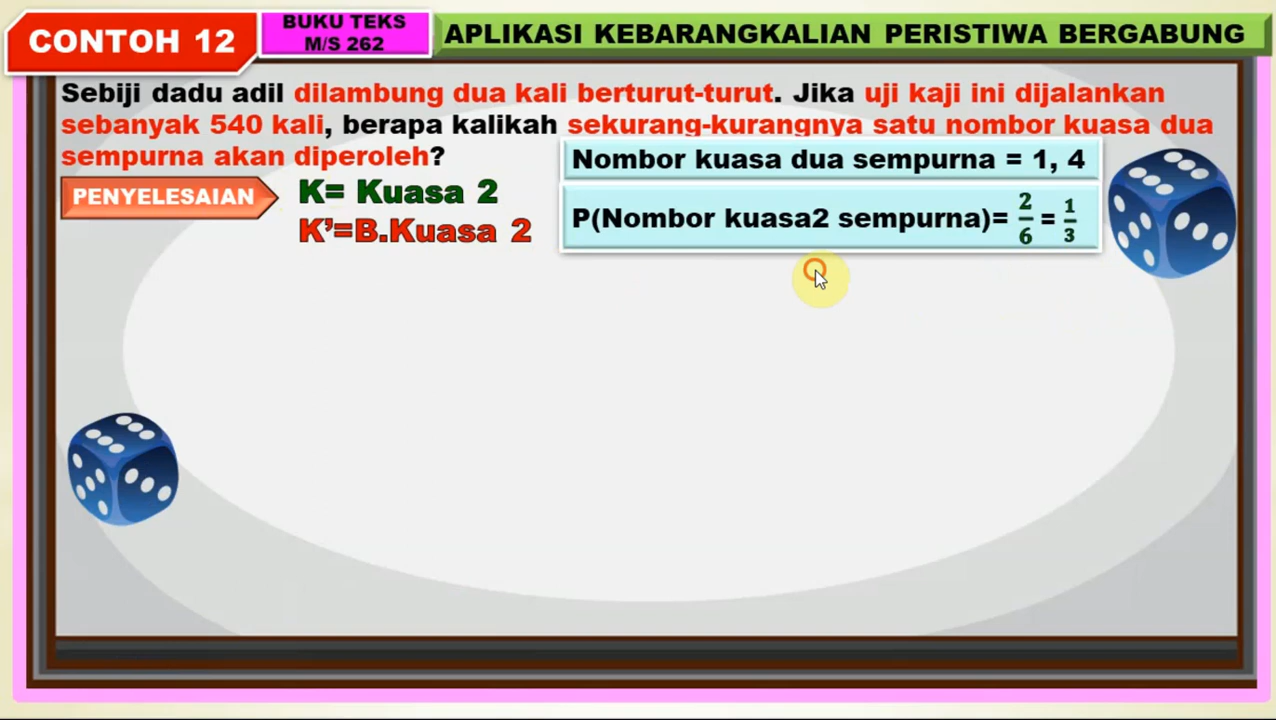 CONTOH 12
BUKU TEKS
M/S 262
APLIKASI KEBARANGKALIAN PERISTIWA BERGABUNG
Sebiji dadu adil dilambung dua kali berturut-turut. Jika uji kaji ini dijalankan
sebanyak 540 kali, berapa kalikah sekurang-kurangnya satu nombor kuasa dua
sempurna akan diperoleh?
Nombor kuasa dua sempurna = 1, 4
PENYELESAIAN
K= Kuasa 2
K’=B.Kuasa 2
P(Nombor kuasa2 sempurna)= 2/6 = 1/3